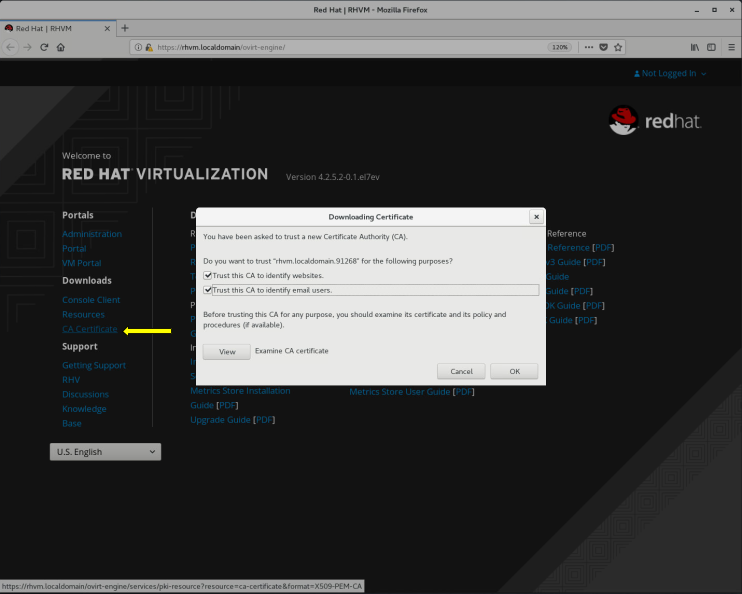 Red Hat | RHVM - Mozilla Firefox
Red Hat | RHVM
https://rhvm.localdomain/ovirt-engine/
120%
Not Logged In
redhat.
Welcome to
RED HAT VIRTUALIZATION
Version 4.2.5.2-0.1.el7ev
Portals
Administration
Portal
VM Portal
Downloads
Console Client
Resources
CA Certificate
Support
Getting Support
RHV
Discussions
Knowledge
Base
U.S. English
Downloading Certificate
You have been asked to trust a new Certificate Authority (CA).
Do you want to trust "rhvm.localdomain.91268" for the following purposes?
Trust this CA to identify websites.
Trust this CA to identify email users.
Before trusting this CA for any purpose, you should examine its certificate and its policy and
procedures (if available).
View
Examine CA certificate
Cancel
OK
Reference
Reference [PDF]
v3 Guide [PDF]
Guide
Guide [PDF]
Guide [PDF]
Guide [PDF]
Metrics Store Installation
Guide [PDF]
Upgrade Guide [PDF]
Metrics Store User Guide [PDF]
https://rhvm.localdomain/ovirt-engine/services/pki-resource?resource=ca-certificate&format=X509-PEM-CA